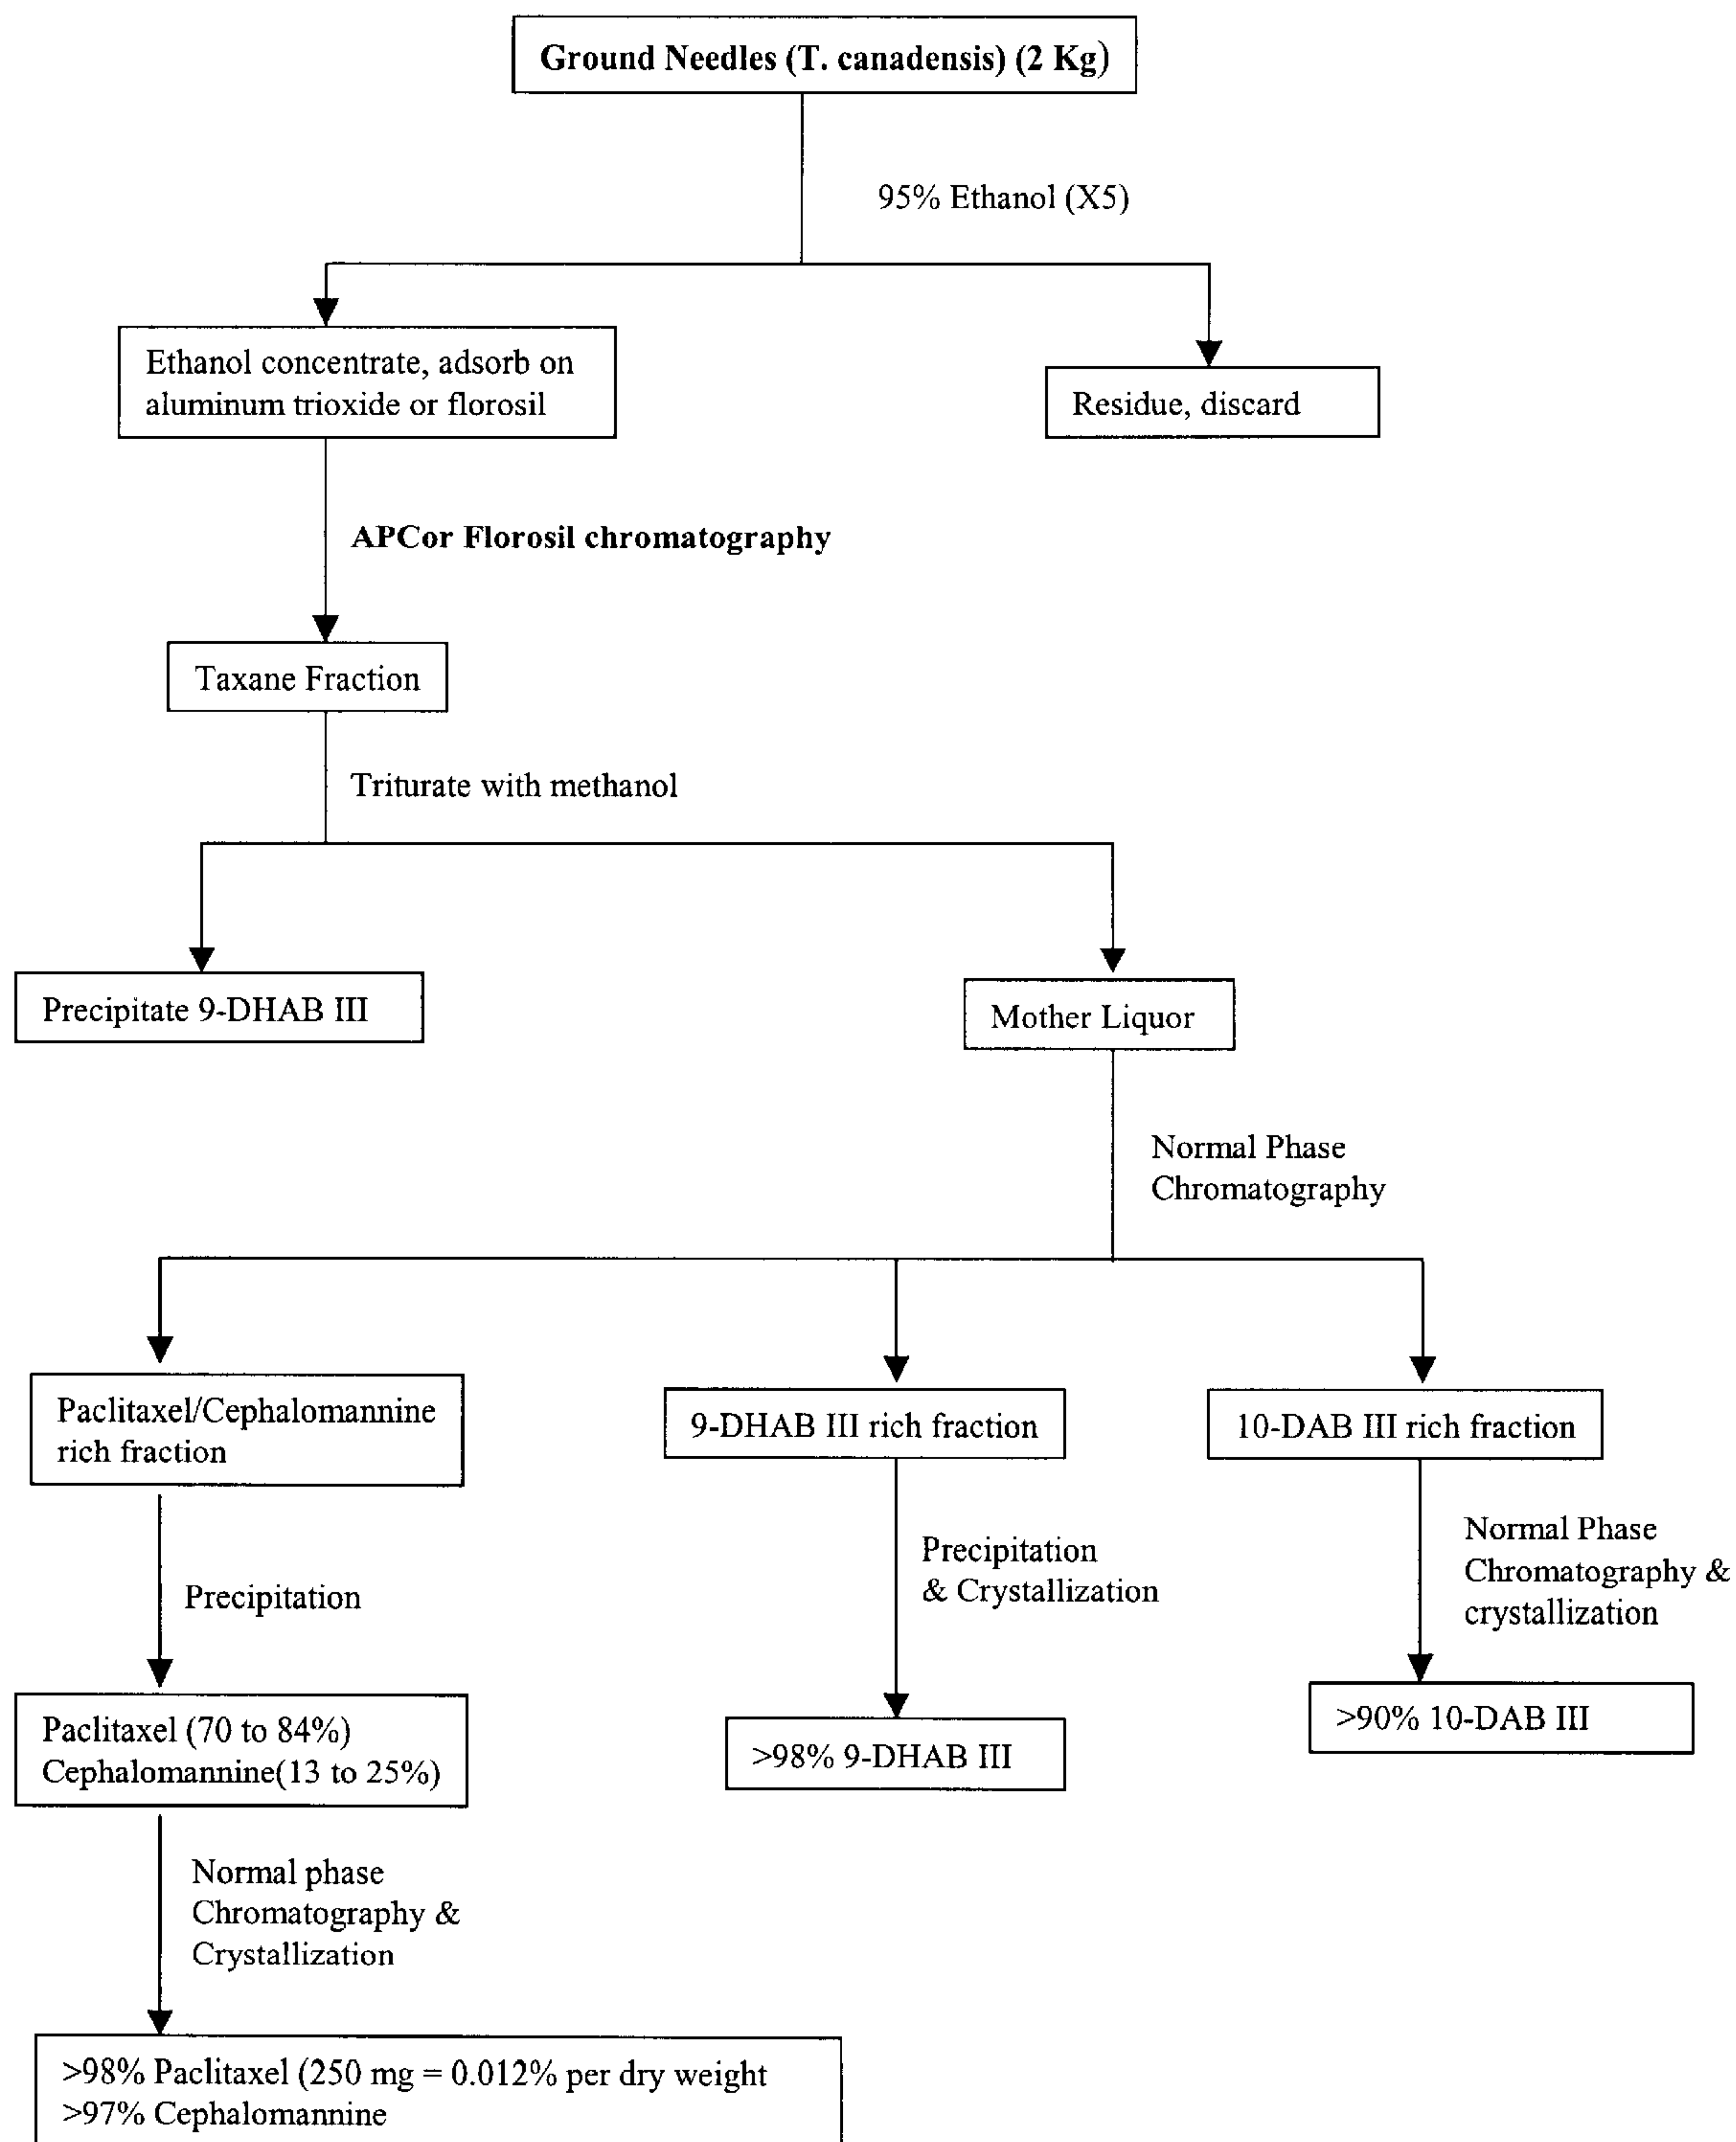 Ground Needles (T. canadensis) (2 Kg)
95% Ethanol (X5)
Ethanol concentrate, adsorb on
aluminum trioxide or florosil
Residue, discard
APCor Florosil chromatography
Taxane Fraction
Triturate with methanol
Precipitate 9-DHAB III
Mother Liquor
Normal Phase
Chromatography
Paclitaxel/Cephalomannine
rich fraction
9-DHAB III rich fraction
10-DAB III rich fraction
Precipitation
Precipitation
& Crystallization
Normal Phase
Chromatography &
crystallization
Paclitaxel (70 to 84%)
Cephalomannine(13 to 25%)
>98% 9-DHAB III
>90% 10-DAB III
Normal phase
Chromatography &
Crystallization
>98% Paclitaxel (250 mg = 0.012% per dry weight
>97% Cephalomannine